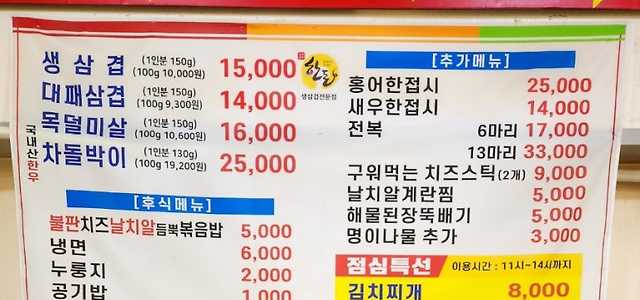 생 삼 겹 (1인분 150g) (100g 10,000원) 15,000
대패삼겹 (1인분 150g) (100g 9,300원) 14,000
목덜미살 (1인분 150g) (100g 10,600원) 16,000
국내산한우 차돌박이 (1인분 130g) (100g 19,200원) 25,000
한돈
생삼겹전문점
[후식메뉴]
불판치즈날치알듬뿍볶음밥 5,000
냉면 6,000
누룽지 2,000
공기밥 1,000
[추가메뉴]
홍어한접시 25,000
새우한접시 14,000
전복 6마리 17,000
13마리 33,000
구워먹는 치즈스틱(2개) 9,000
날치알계란찜 5,000
해물된장뚝배기 5,000
명이나물 추가 3,000
점심특선 이용시간 : 11시~14시까지
김치찌개 8,000